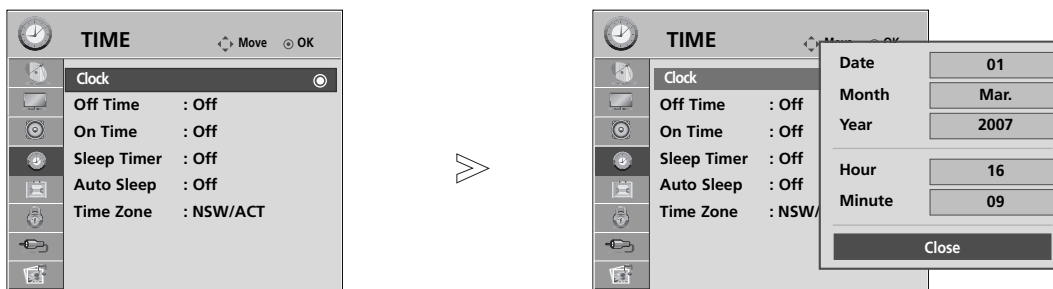 TIME
Move OK
Clock
Off Time : Off
On Time : Off
Sleep Timer : Off
Auto Sleep : Off
Time Zone : NSW/ACT
TIME
Move OK
Clock
Off Time : Off
On Time : Off
Sleep Timer : Off
Auto Sleep : Off
Time Zone : NSW/
Date 01
Month Mar.
Year 2007
Hour 16
Minute 09
Close